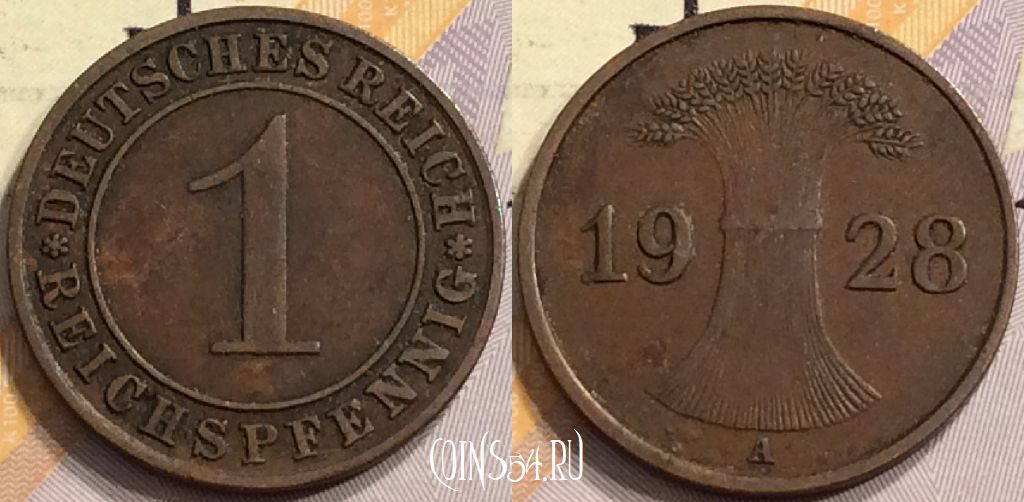 DEUTSCHES REICH
* REICHSPFENNIG *
1
19 28
A
COINS54.RU